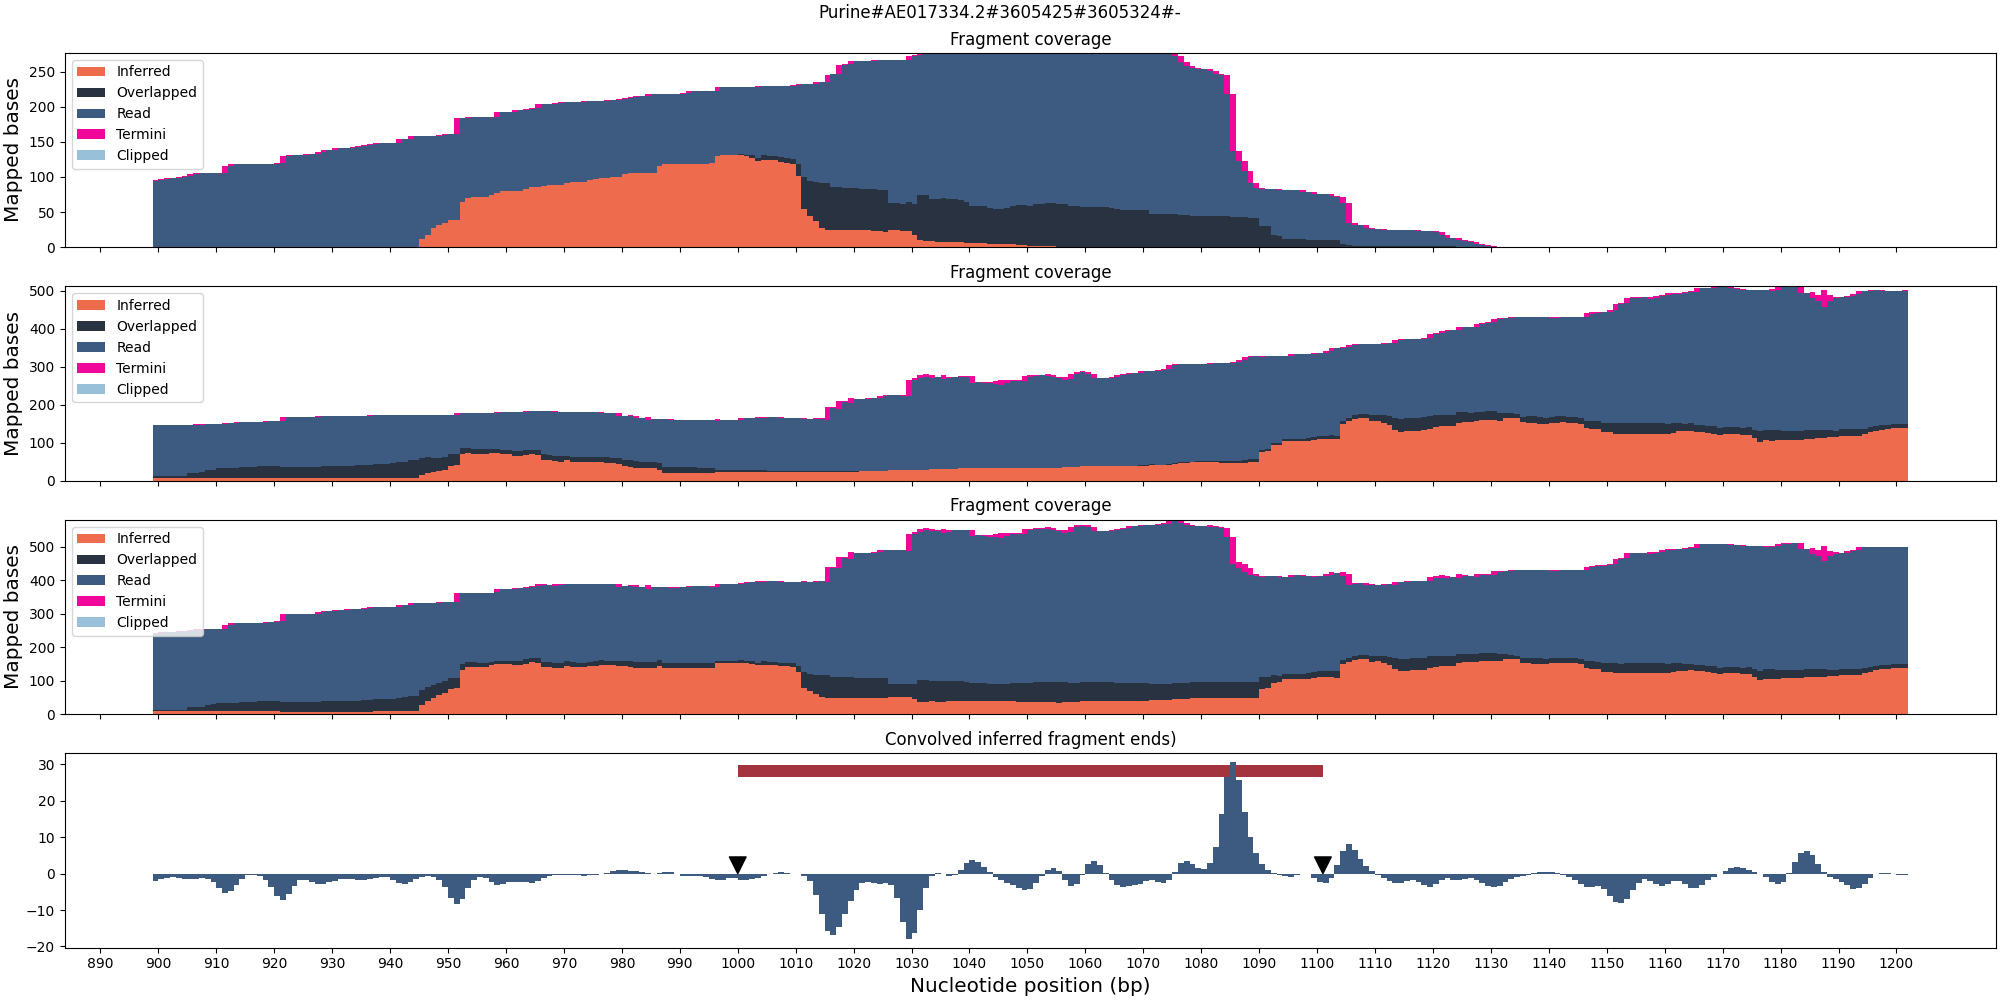 Purine#AE017334.2#3605425#3605324#-
Fragment coverage
Mapped bases
250
200
150
100
50
0
Inferred
Overlapped
Read
Termini
Clipped
Fragment coverage
Mapped bases
500
400
300
200
100
0
Inferred
Overlapped
Read
Termini
Clipped
Fragment coverage
Mapped bases
500
400
300
200
100
0
Inferred
Overlapped
Read
Termini
Clipped
Convolved inferred fragment ends)
30
20
10
0
−10
−20
890 900 910 920 930 940 950 960 970 980 990 1000 1010 1020 1030 1040 1050 1060 1070 1080 1090 1100 1110 1120 1130 1140 1150 1160 1170 1180 1190 1200
Nucleotide position (bp)